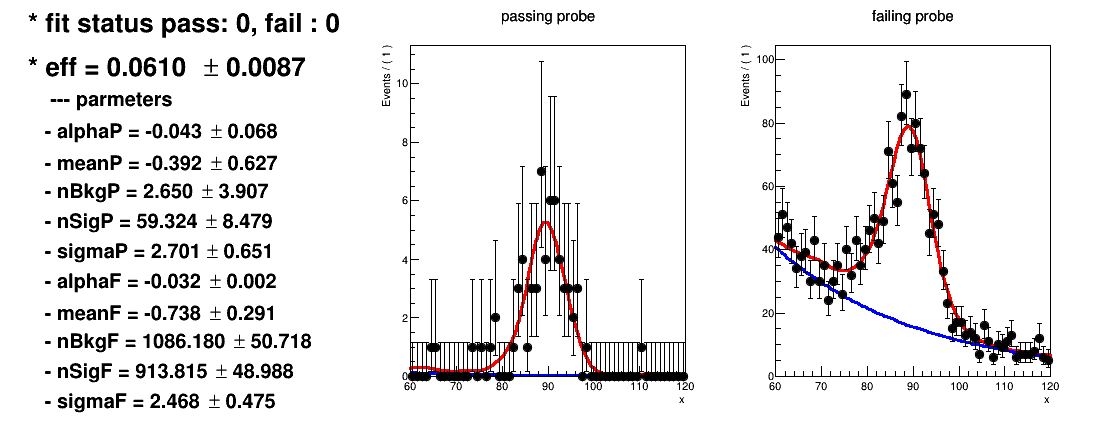 * fit status pass: 0, fail : 0
* eff = 0.0610 ± 0.0087
--- parmeters
- alphaP = -0.043 ± 0.068
- meanP = -0.392 ± 0.627
- nBkgP = 2.650 ± 3.907
- nSigP = 59.324 ± 8.479
- sigmaP = 2.701 ± 0.651
- alphaF = -0.032 ± 0.002
- meanF = -0.738 ± 0.291
- nBkgF = 1086.180 ± 50.718
- nSigF = 913.815 ± 48.988
- sigmaF = 2.468 ± 0.475
passing probe
Events / ( 1 )
10
8
6
4
2
0
60 70 80 90 100 110 120
x
failing probe
Events / ( 1 )
100
80
60
40
20
0
60 70 80 90 100 110 120
x